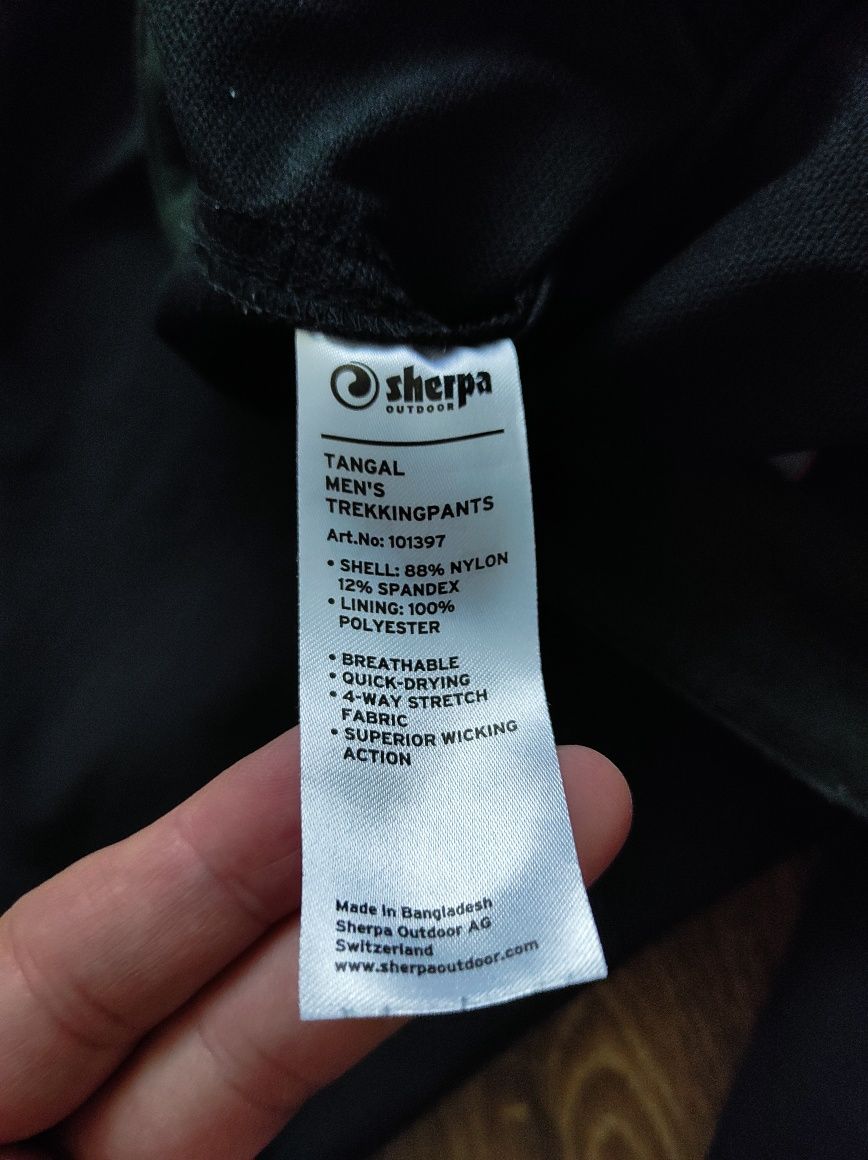 sherpa
OUTDOOR
TANGAL
MEN'S
TREKKINGPANTS
Art.No: 101397
• SHELL: 88% NYLON
12% SPANDEX
• LINING: 100%
POLYESTER
• BREATHABLE
• QUICK-DRYING
• 4-WAY STRETCH
FABRIC
• SUPERIOR WICKING
ACTION
Made in Bangladesh
Sherpa Outdoor AG
Switzerland
www.sherpaoutdoor.com